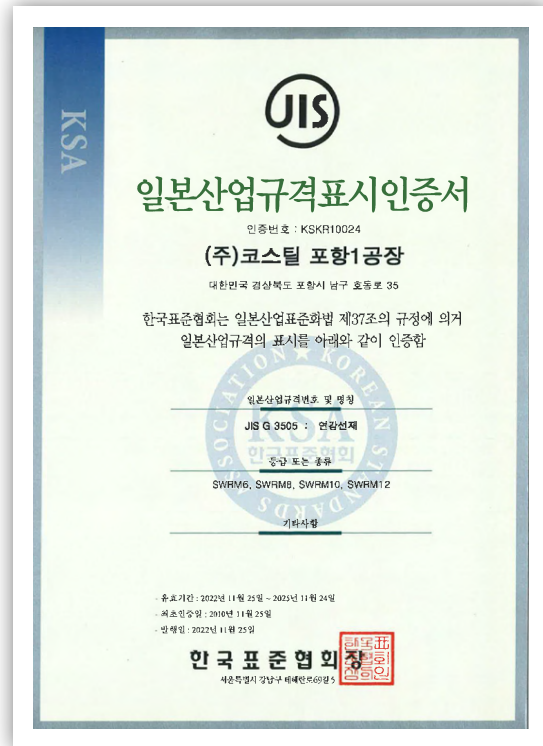 KSA
JIS
일본산업규격표시인증서
인증번호 : KSKR10024
(주)코스틸 포항1공장
대한민국 경상북도 포항시 남구 호동로 35
한국표준협회는 일본산업표준화법 제37조의 규정에 의거
일본산업규격의 표시를 아래와 같이 인증함
일본산업규격번호 및 명칭
JIS G 3505 : 연강선재
등급 또는 종류
SWRM6, SWRM8, SWRM10, SWRM12
기타사항
KOREAN STANDARDS ASSOCIATION
KSA
한국표준협회
- 유효기간 : 2022년 11월 25일 ~ 2025년 11월 24일
- 최초인증일 : 2010년 11월 25일
- 발행일 : 2022년 11월 25일
한국표준협회장
서울특별시 강남구 테헤란로69길 5